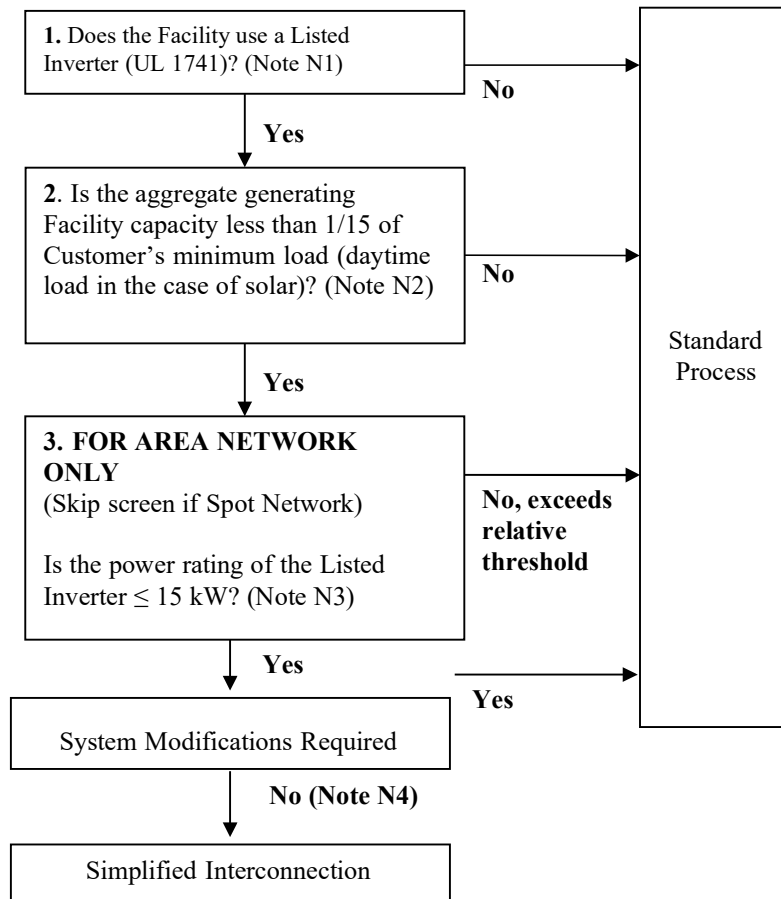 1. Does the Facility use a Listed
Inverter (UL 1741)? (Note N1)
No
Yes
2. Is the aggregate generating
Facility capacity less than 1/15 of
Customer’s minimum load (daytime
load in the case of solar)? (Note N2)
No
Standard
Process
Yes
3. FOR AREA NETWORK
ONLY
(Skip screen if Spot Network)
Is the power rating of the Listed
Inverter ≤ 15 kW? (Note N3)
No, exceeds
relative
threshold
Yes
Yes
System Modifications Required
No (Note N4)
Simplified Interconnection